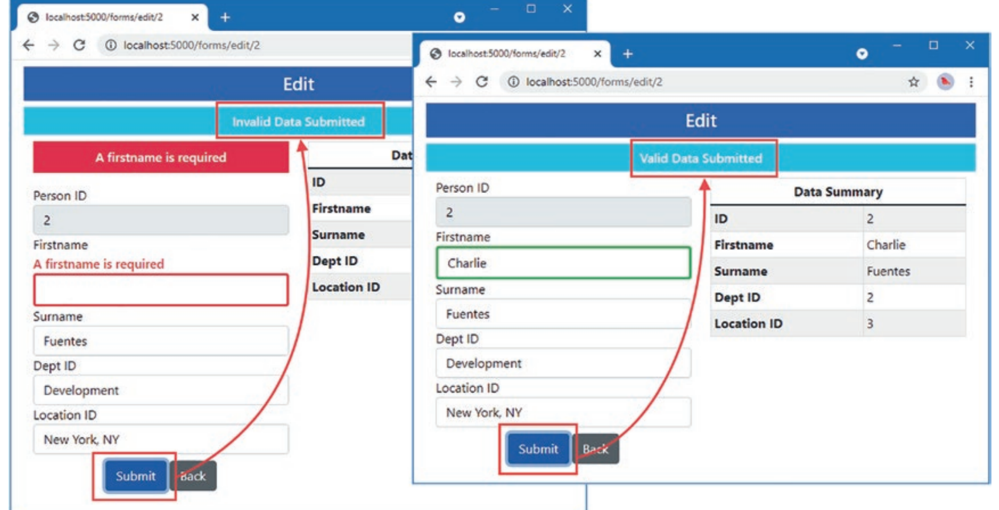 localhost:5000/forms/edit/2
localhost:5000/forms/edit/2
Edit
Invalid Data Submitted
A firstname is required
Person ID
2
Firstname
A firstname is required
Surname
Fuentes
Dept ID
Development
Location ID
New York, NY
Submit Back
Dat
ID
Firstname
Surname
Dept ID
Location ID
localhost:5000/forms/edit/2
localhost:5000/forms/edit/2
Edit
Valid Data Submitted
Person ID
2
Firstname
Charlie
Surname
Fuentes
Dept ID
Development
Location ID
New York, NY
Submit Back
Data Summary
ID 2
Firstname Charlie
Surname Fuentes
Dept ID 2
Location ID 3